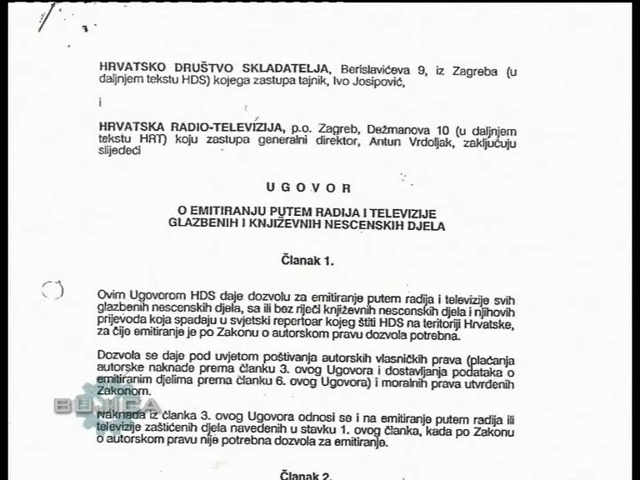 HRVATSKO DRUŠTVO SKLADATELJA, Berislavićeva 9, iz Zagreba (u
daljnjem tekstu HDS) kojega zastupa tajnik, Ivo Josipović,
i
HRVATSKA RADIO-TELEVIZIJA, p.o. Zagreb, Dežmanova 10 (u daljnjem
tekstu HRT) koju zastupa generalni direktor, Antun Vrdoljak, zaključuju
slijedeći
U G O V O R
O EMITIRANJU PUTEM RADIJA I TELEVIZIJE
GLAZBENIH I KNJIŽEVNIH NESCENSKIH DJELA
Članak 1.
Ovim Ugovorom HDS daje dozvolu za emitiranje putem radija i televizije svih
glazbenih nescenskih djela, sa ili bez riječi književnih nescenskih djela i njihovih
prijevoda koja spadaju u svjetski repertoar kojeg štiti HDS na teritoriji Hrvatske,
za čije emitiranje je po Zakonu o autorskom pravu dozvola potrebna.
Dozvola se daje pod uvjetom poštivanja autorskih vlasničkih prava (plaćanja
autorske naknade prema članku 3. ovog Ugovora i dostavljanja podataka o
emitiranim djelima prema članku 6. ovog Ugovora) i moralnih prava utvrđenih
Zakonom.
Naknada iz članka 3. ovog Ugovora odnosi se i na emitiranje putem radija ili
televizije zaštićenih djela navedenih u stavku 1. ovog članka, kada po Zakonu
o autorskom pravu nije potrebna dozvola za emitiranje.
Članak 2.